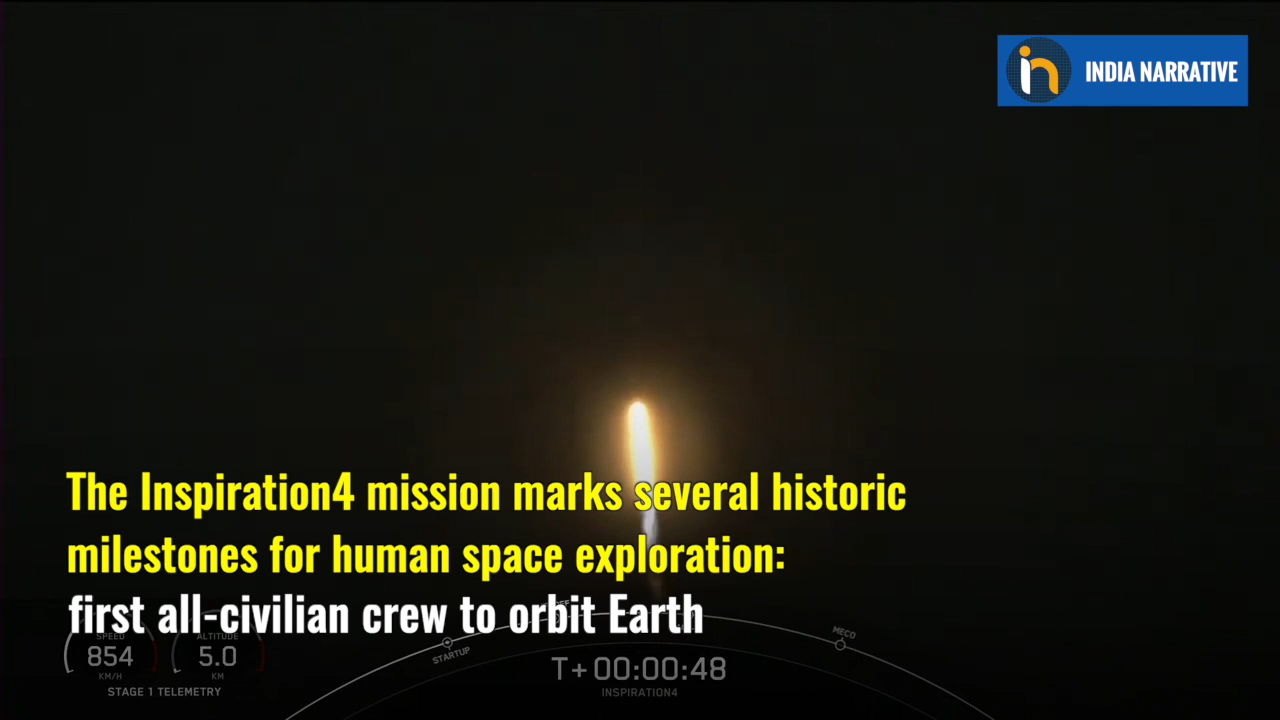 INDIA NARRATIVE
The Inspiration4 mission marks several historic
milestones for human space exploration:
first all-civilian crew to orbit Earth
SPEED
854
KM/H
ALTITUDE
5.0
KM
STAGE 1 TELEMETRY
STARTUP
MECO
T+00:00:48
INSPIRATION4